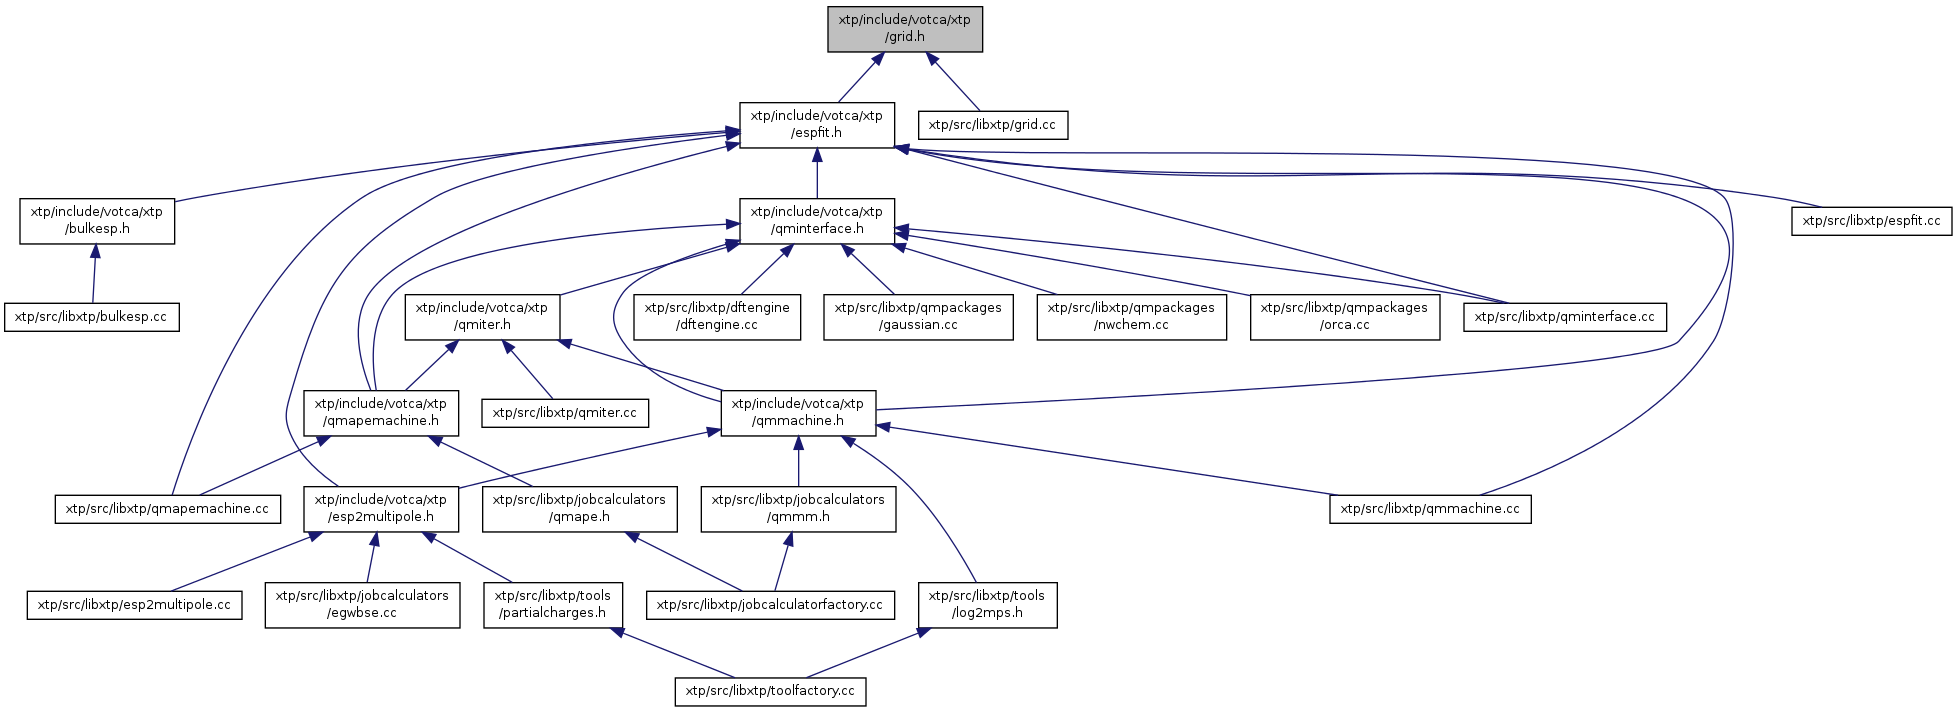 xtp/include/votca/xtp
/grid.h
xtp/include/votca/xtp
/espfit.h
xtp/src/libxtp/grid.cc
xtp/include/votca/xtp
/bulkesp.h
xtp/include/votca/xtp
/qminterface.h
xtp/src/libxtp/espfit.cc
xtp/src/libxtp/bulkesp.cc
xtp/include/votca/xtp
/qmiter.h
xtp/src/libxtp/dftengine
/dftengine.cc
xtp/src/libxtp/qmpackages
/gaussian.cc
xtp/src/libxtp/qmpackages
/nwchem.cc
xtp/src/libxtp/qmpackages
/orca.cc
xtp/src/libxtp/qminterface.cc
xtp/include/votca/xtp
/qmapemachine.h
xtp/src/libxtp/qmiter.cc
xtp/include/votca/xtp
/qmmachine.h
xtp/src/libxtp/qmapemachine.cc
xtp/include/votca/xtp
/esp2multipole.h
xtp/src/libxtp/jobcalculators
/qmape.h
xtp/src/libxtp/jobcalculators
/qmmm.h
xtp/src/libxtp/qmmachine.cc
xtp/src/libxtp/esp2multipole.cc
xtp/src/libxtp/jobcalculators
/egwbse.cc
xtp/src/libxtp/tools
/partialcharges.h
xtp/src/libxtp/jobcalculatorfactory.cc
xtp/src/libxtp/tools
/log2mps.h
xtp/src/libxtp/toolfactory.cc